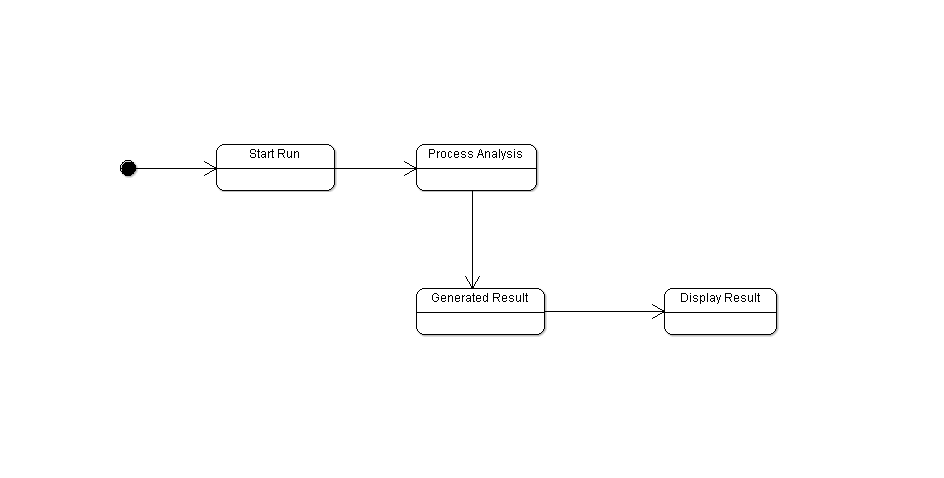 Start Run
Process Analysis
Generated Result
Display Result